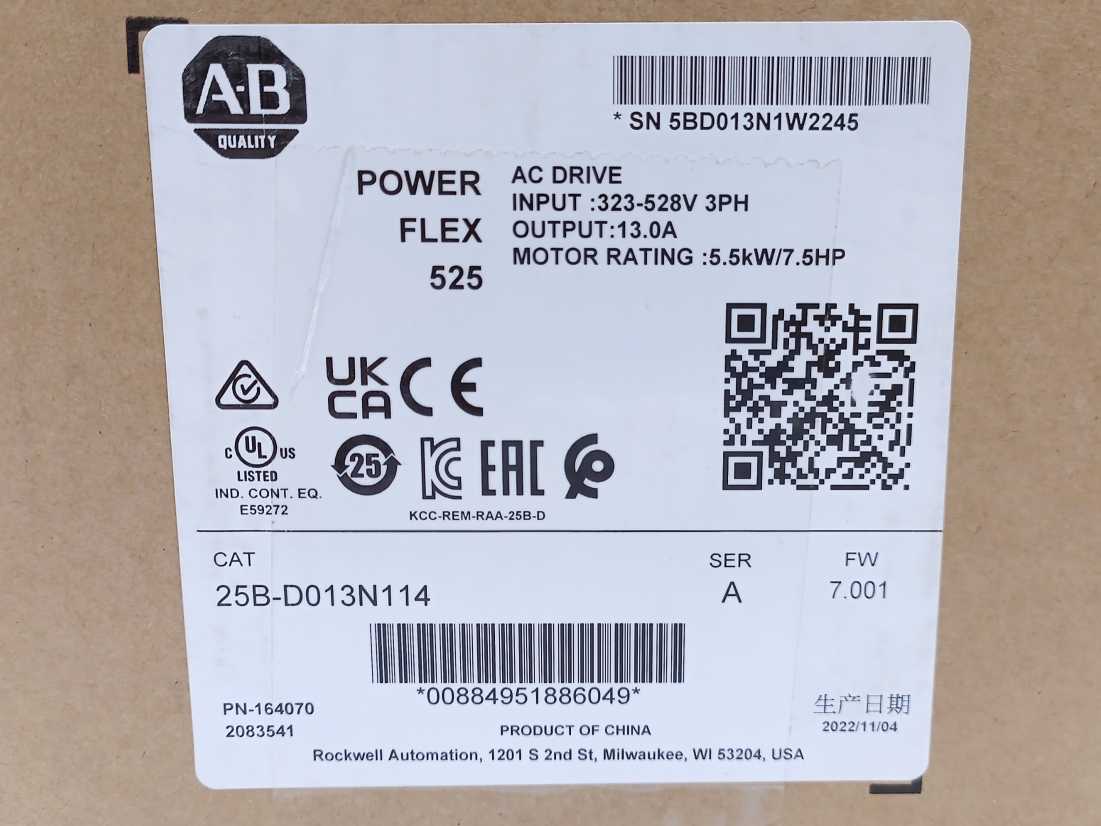 A-B
QUALITY
* SN 5BD013N1W2245
POWER
FLEX
525
AC DRIVE
INPUT :323-528V 3PH
OUTPUT:13.0A
MOTOR RATING :5.5kW/7.5HP
UK
CA
CE
C UL US
LISTED
IND. CONT. EQ.
E59272
25
KC
EAC
KCC-REM-RAA-25B-D
CAT
25B-D013N114
SER
A
FW
7.001
*00884951886049*
PN-164070
2083541
生产日期
2022/11/04
PRODUCT OF CHINA
Rockwell Automation, 1201 S 2nd St, Milwaukee, WI 53204, USA